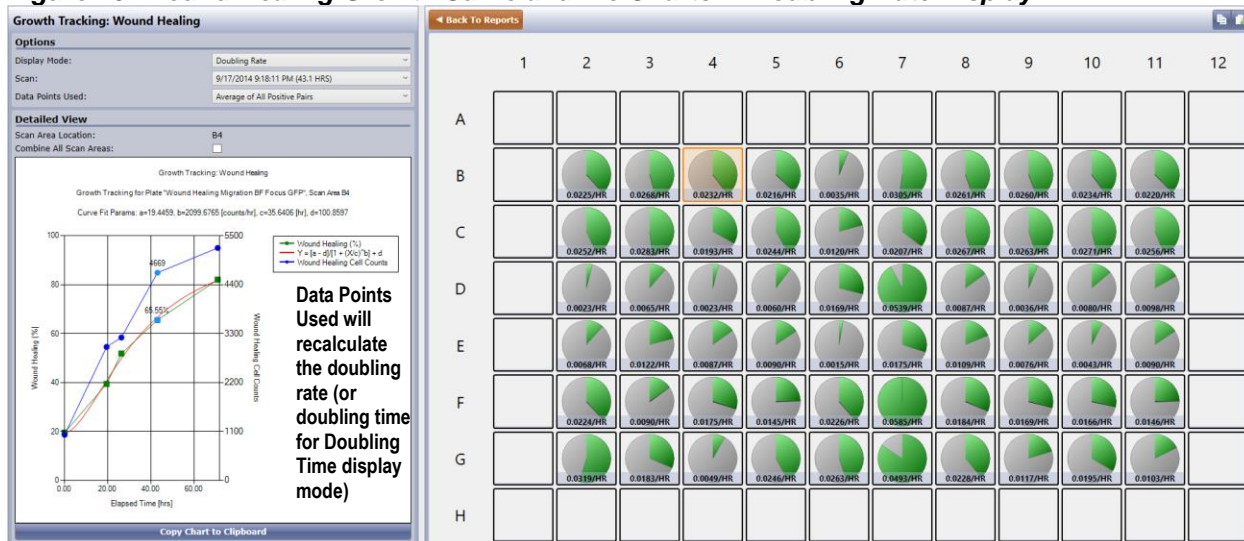 Growth Tracking: Wound Healing
Options
Display Mode: Doubling Rate
Scan: 9/17/2014 9:18:11 PM (43.1 HRS)
Data Points Used: Average of All Positive Pairs
Detailed View
Scan Area Location: B4
Combine All Scan Areas:
Growth Tracking: Wound Healing
Growth Tracking for Plate "Wound Healing Migration BF Focus GFP", Scan Area B4
Curve Fit Params: a=19.4459, b=2099.6765 [counts/hr], c=35.6406 [hr], d=100.8597
100
80
60
40
20
0
Wound Healing [%]
5500
4400
3300
2200
1100
0
Wound Healing Cell Counts
4669
65.55%
0.00 20.00 40.00 60.00
Elapsed Time [hrs]
Wound Healing (%)
Y = [a - d]/[1 + (X/c)^b] + d
Wound Healing Cell Counts
Data Points
Used will
recalculate
the doubling
rate (or
doubling time
for Doubling
Time display
mode)
Copy Chart to Clipboard
Back To Reports
1 2 3 4 5 6 7 8 9 10 11 12
A
B
0.0225/HR 0.0268/HR 0.0232/HR 0.0216/HR 0.0035/HR 0.0305/HR 0.0261/HR 0.0260/HR 0.0234/HR 0.0220/HR
C
0.0252/HR 0.0283/HR 0.0193/HR 0.0244/HR 0.0120/HR 0.0207/HR 0.0267/HR 0.0263/HR 0.0271/HR 0.0256/HR
D
0.0023/HR 0.0065/HR 0.0023/HR 0.0060/HR 0.0169/HR 0.0539/HR 0.0087/HR 0.0036/HR 0.0080/HR 0.0098/HR
E
0.0068/HR 0.0122/HR 0.0087/HR 0.0090/HR 0.0015/HR 0.0175/HR 0.0109/HR 0.0076/HR 0.0043/HR 0.0090/HR
F
0.0224/HR 0.0090/HR 0.0175/HR 0.0145/HR 0.0226/HR 0.0585/HR 0.0184/HR 0.0169/HR 0.0166/HR 0.0146/HR
G
0.0319/HR 0.0183/HR 0.0049/HR 0.0246/HR 0.0263/HR 0.0493/HR 0.0228/HR 0.0117/HR 0.0195/HR 0.0103/HR
H